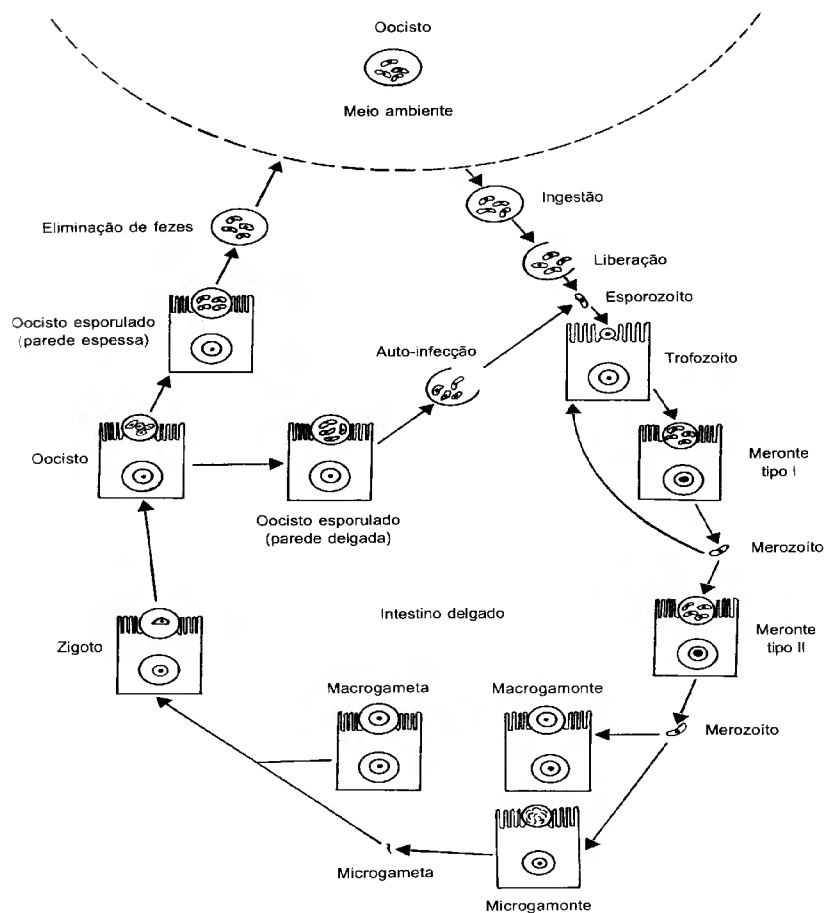 Oocisto
Meio ambiente
Ingestão
Eliminação de fezes
Liberação
Esporozoíto
Oocisto esporulado
(parede espessa)
Auto-infecção
Trofozoíto
Oocisto
Meronte
tipo I
Oocisto esporulado
(parede delgada)
Merozoíto
Intestino delgado
Zigoto
Meronte
tipo II
Macrogameta
Macrogamonte
Merozoíto
Microgameta
Microgamonte